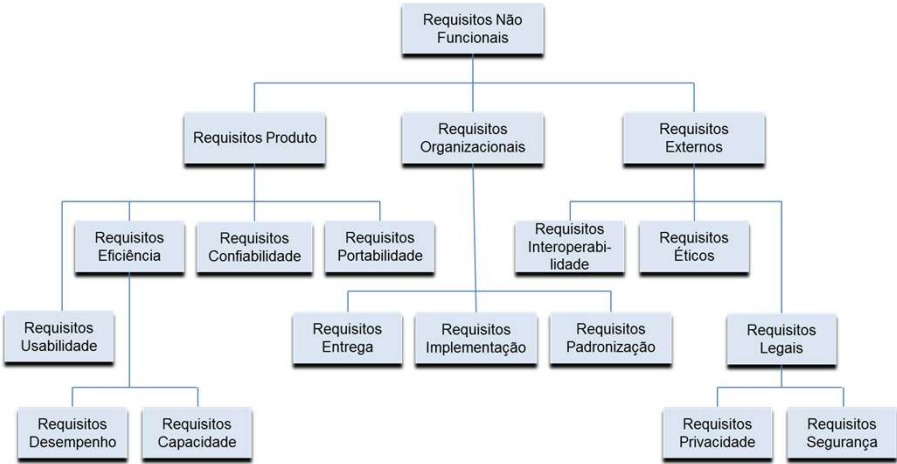 Requisitos Não
Funcionais
Requisitos Produto
Requisitos
Organizacionais
Requisitos
Externos
Requisitos
Eficiência
Requisitos
Confiabilidade
Requisitos
Portabilidade
Requisitos
Interoperabi-
lidade
Requisitos
Éticos
Requisitos
Usabilidade
Requisitos
Entrega
Requisitos
Implementação
Requisitos
Padronização
Requisitos
Legais
Requisitos
Desempenho
Requisitos
Capacidade
Requisitos
Privacidade
Requisitos
Segurança